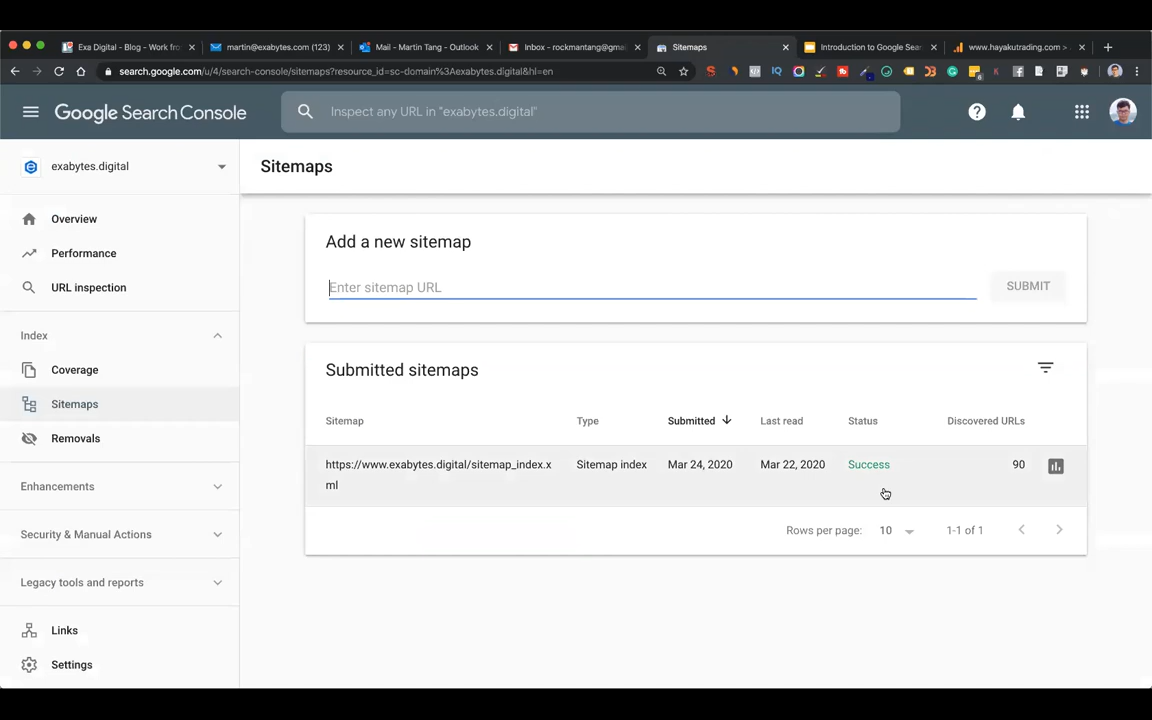 Exa Digital - Blog - Work fro
martin@exabytes.com (123)
Mail - Martin Tang - Outlook
Inbox - rockmantang@gma
Sitemaps
Introduction to Google Sear
www.hayakutrading.com >
search.google.com/u/4/search-console/sitemaps?resource_id=sc-domain%3Aexabytes.digital&hl=en
Google Search Console
Inspect any URL in "exabytes.digital"
exabytes.digital
Sitemaps
Overview
Performance
URL inspection
Index
Coverage
Sitemaps
Removals
Enhancements
Security & Manual Actions
Legacy tools and reports
Links
Settings
Add a new sitemap
Enter sitemap URL
SUBMIT
Submitted sitemaps
Sitemap Type Submitted Last read Status Discovered URLs
https://www.exabytes.digital/sitemap_index.x Sitemap index Mar 24, 2020 Mar 22, 2020 Success 90
ml
Rows per page: 10 1-1 of 1